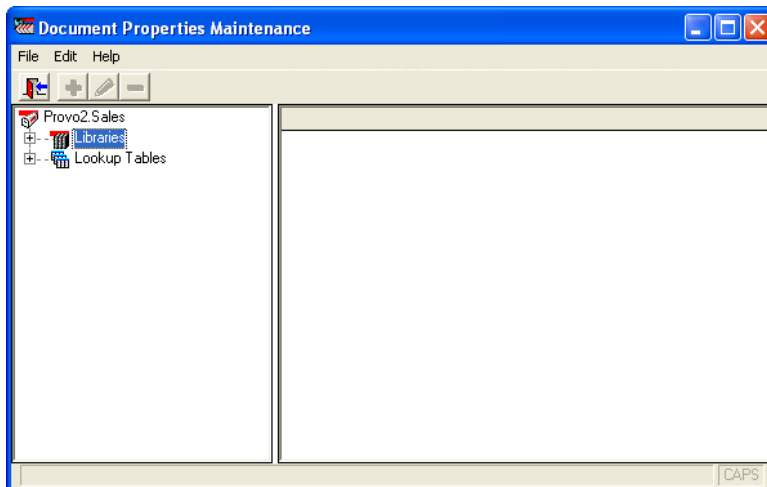 Document Properties Maintenance
File Edit Help
Provo2.Sales
Libraries
Lookup Tables
CAPS